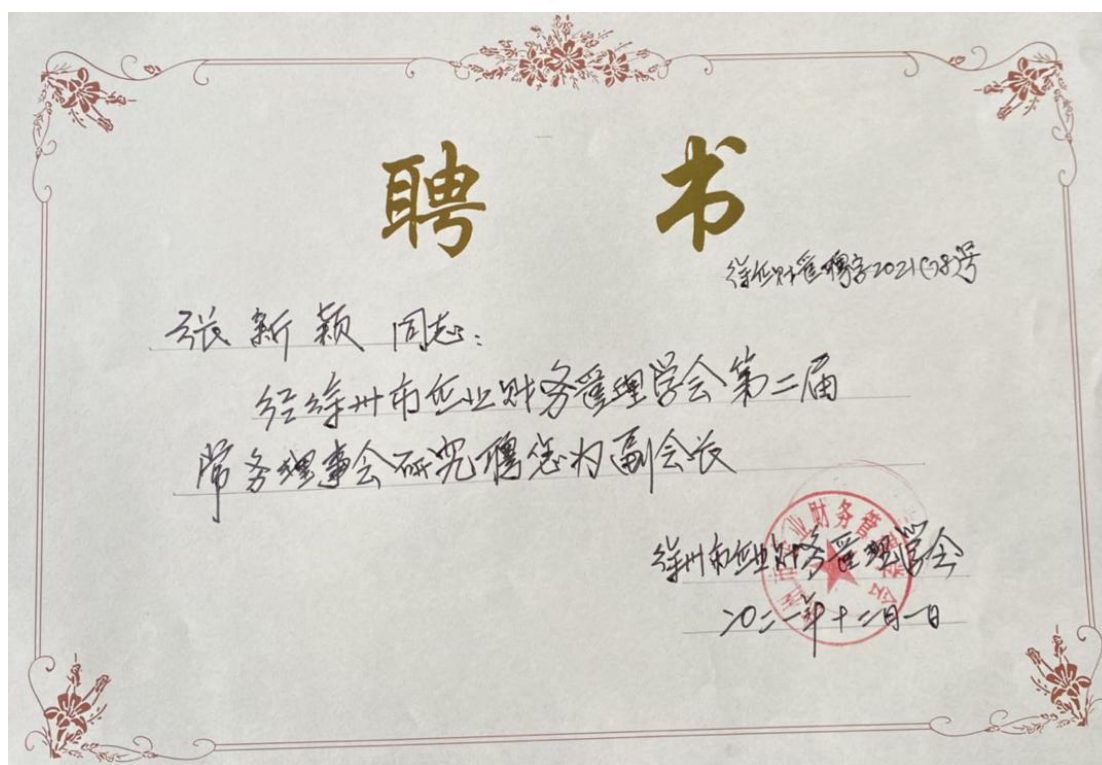 聘 书
徐企财管聘字2021(78)号
张新颖 同志：
经徐州市企业财务管理学会第二届
常务理事会研究聘您为副会长
徐州市企业财务管理学会
二〇二一年十二月一日